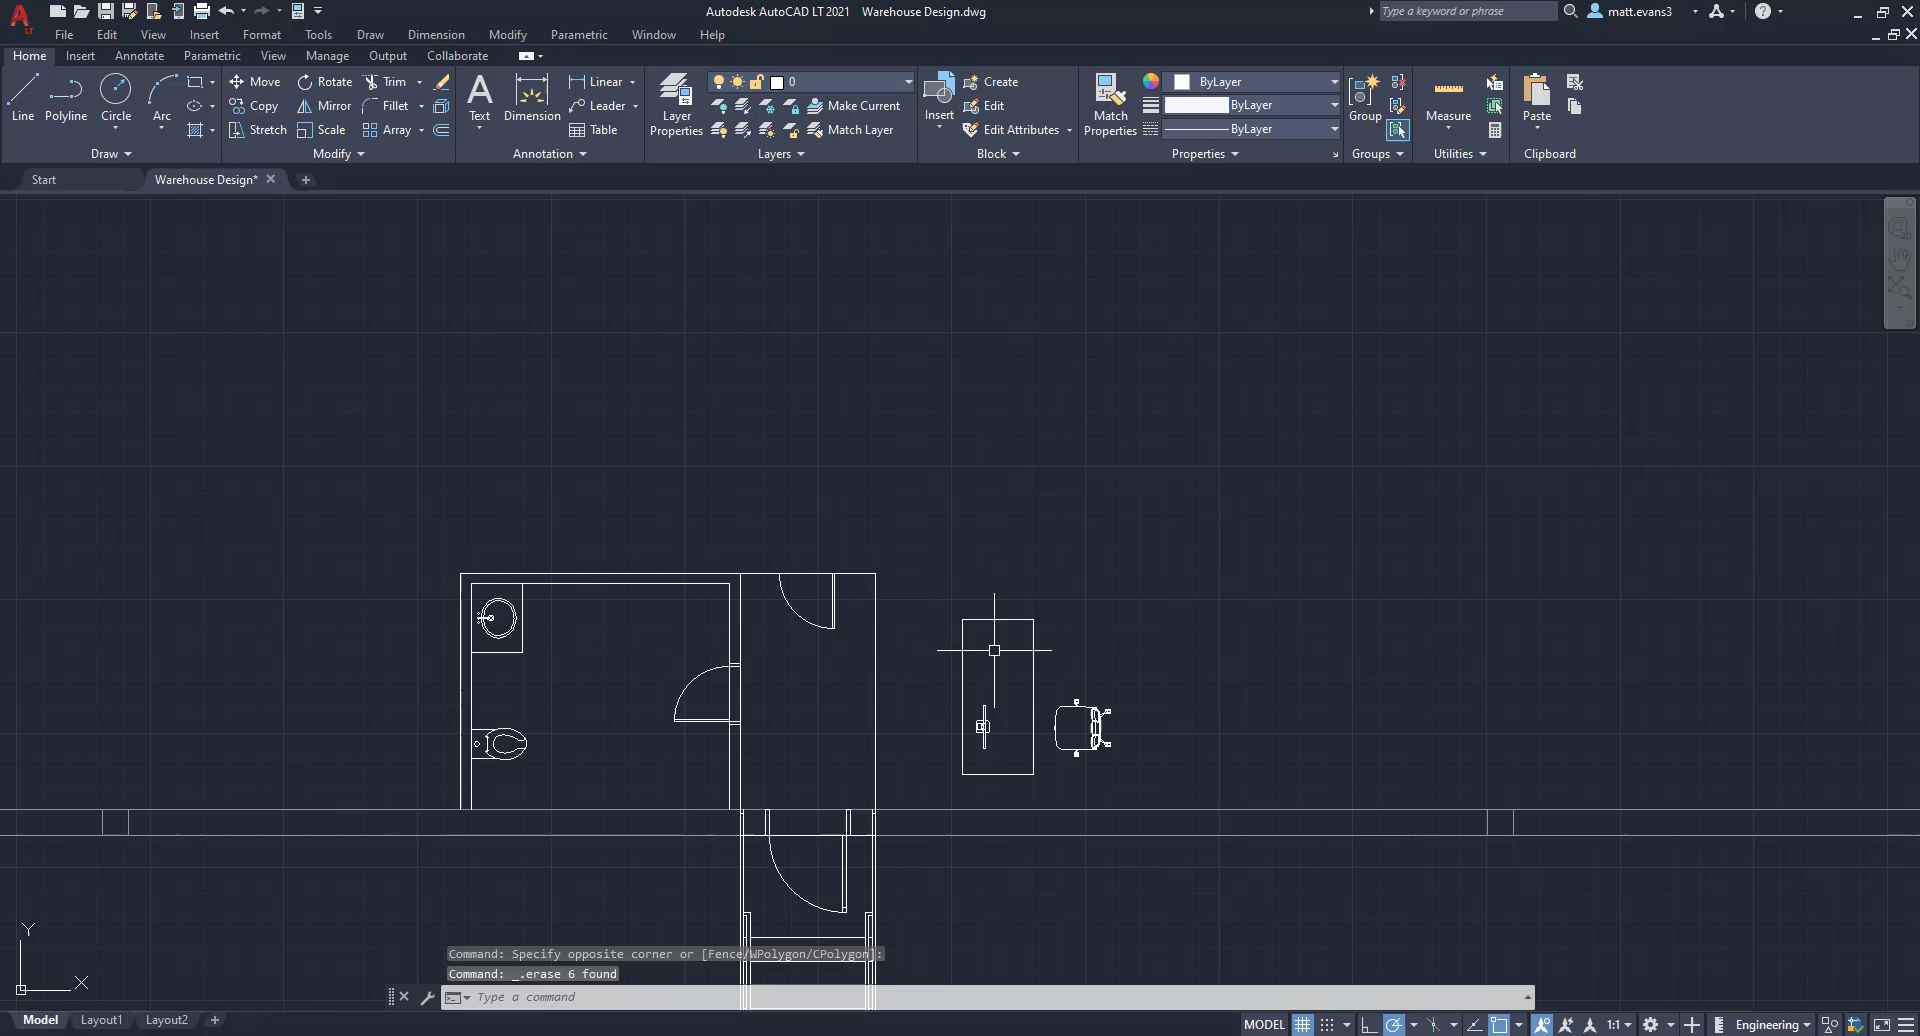 Autodesk AutoCAD LT 2021 Warehouse Design.dwg
Type a keyword or phrase
matt.evans3
LT
File Edit View Insert Format Tools Draw Dimension Modify Parametric Window Help
Home Insert Annotate Parametric View Manage Output Collaborate
Move Rotate Trim Linear 0 Create ByLayer
Copy Mirror Fillet Leader Make Current Edit ByLayer
Stretch Scale Array Table Match Layer Edit Attributes ByLayer
Line Polyline Circle Arc Text Dimension Layer Properties Insert Match Properties Group Measure Paste
Draw Modify Annotation Layers Block Properties Groups Utilities Clipboard
Start Warehouse Design*
Y
X
Command: Specify opposite corner or [Fence/WPolygon/CPolygon]:
Command: _.erase 6 found
Type a command
Model Layout1 Layout2
MODEL 1:1 Engineering